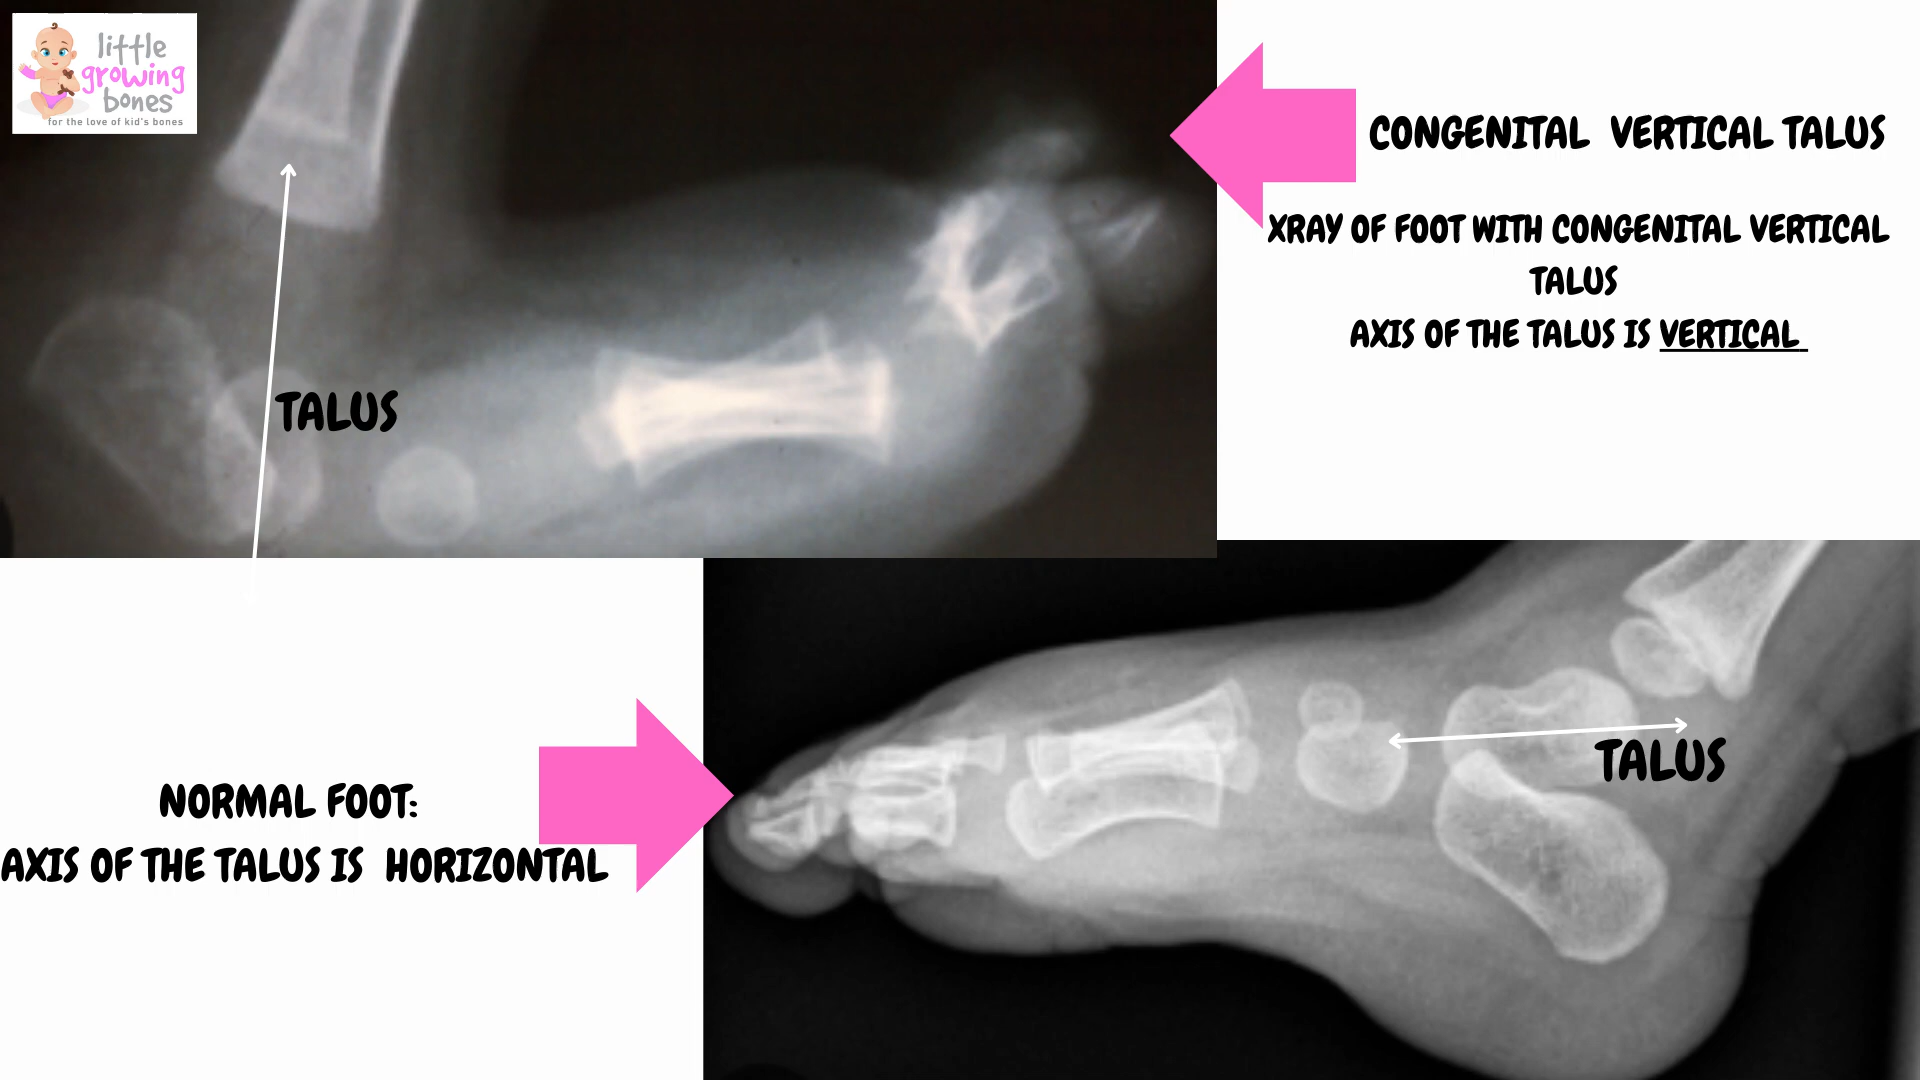 little
growing
bones
for the love of kid's bones
CONGENITAL VERTICAL TALUS
XRAY OF FOOT WITH CONGENITAL VERTICAL
TALUS
AXIS OF THE TALUS IS VERTICAL
TALUS
TALUS
NORMAL FOOT:
AXIS OF THE TALUS IS HORIZONTAL